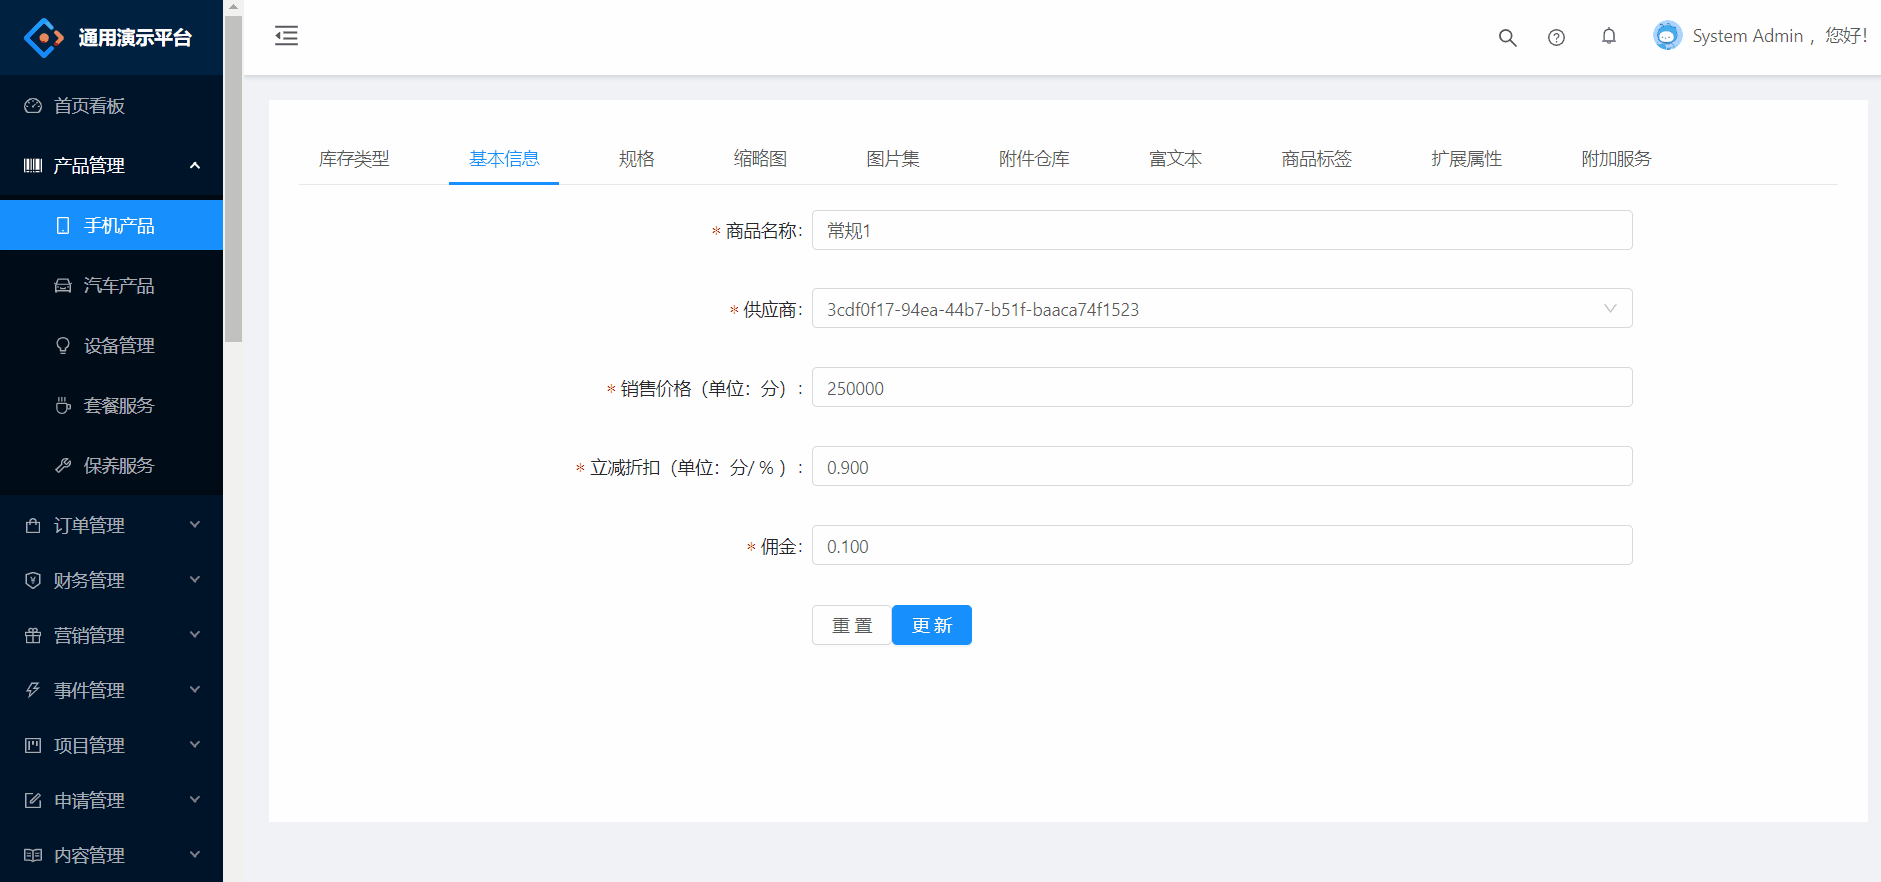 通用演示平台
System Admin ，您好!
首页看板
产品管理
手机产品
汽车产品
设备管理
套餐服务
保养服务
订单管理
财务管理
营销管理
事件管理
项目管理
申请管理
内容管理
库存类型 基本信息 规格 缩略图 图片集 附件仓库 富文本 商品标签 扩展属性 附加服务
* 商品名称: 常规1
* 供应商: 3cdf0f17-94ea-44b7-b51f-baaca74f1523
* 销售价格（单位：分）: 250000
* 立减折扣（单位：分/ % ）: 0.900
* 佣金: 0.100
重 置 更 新